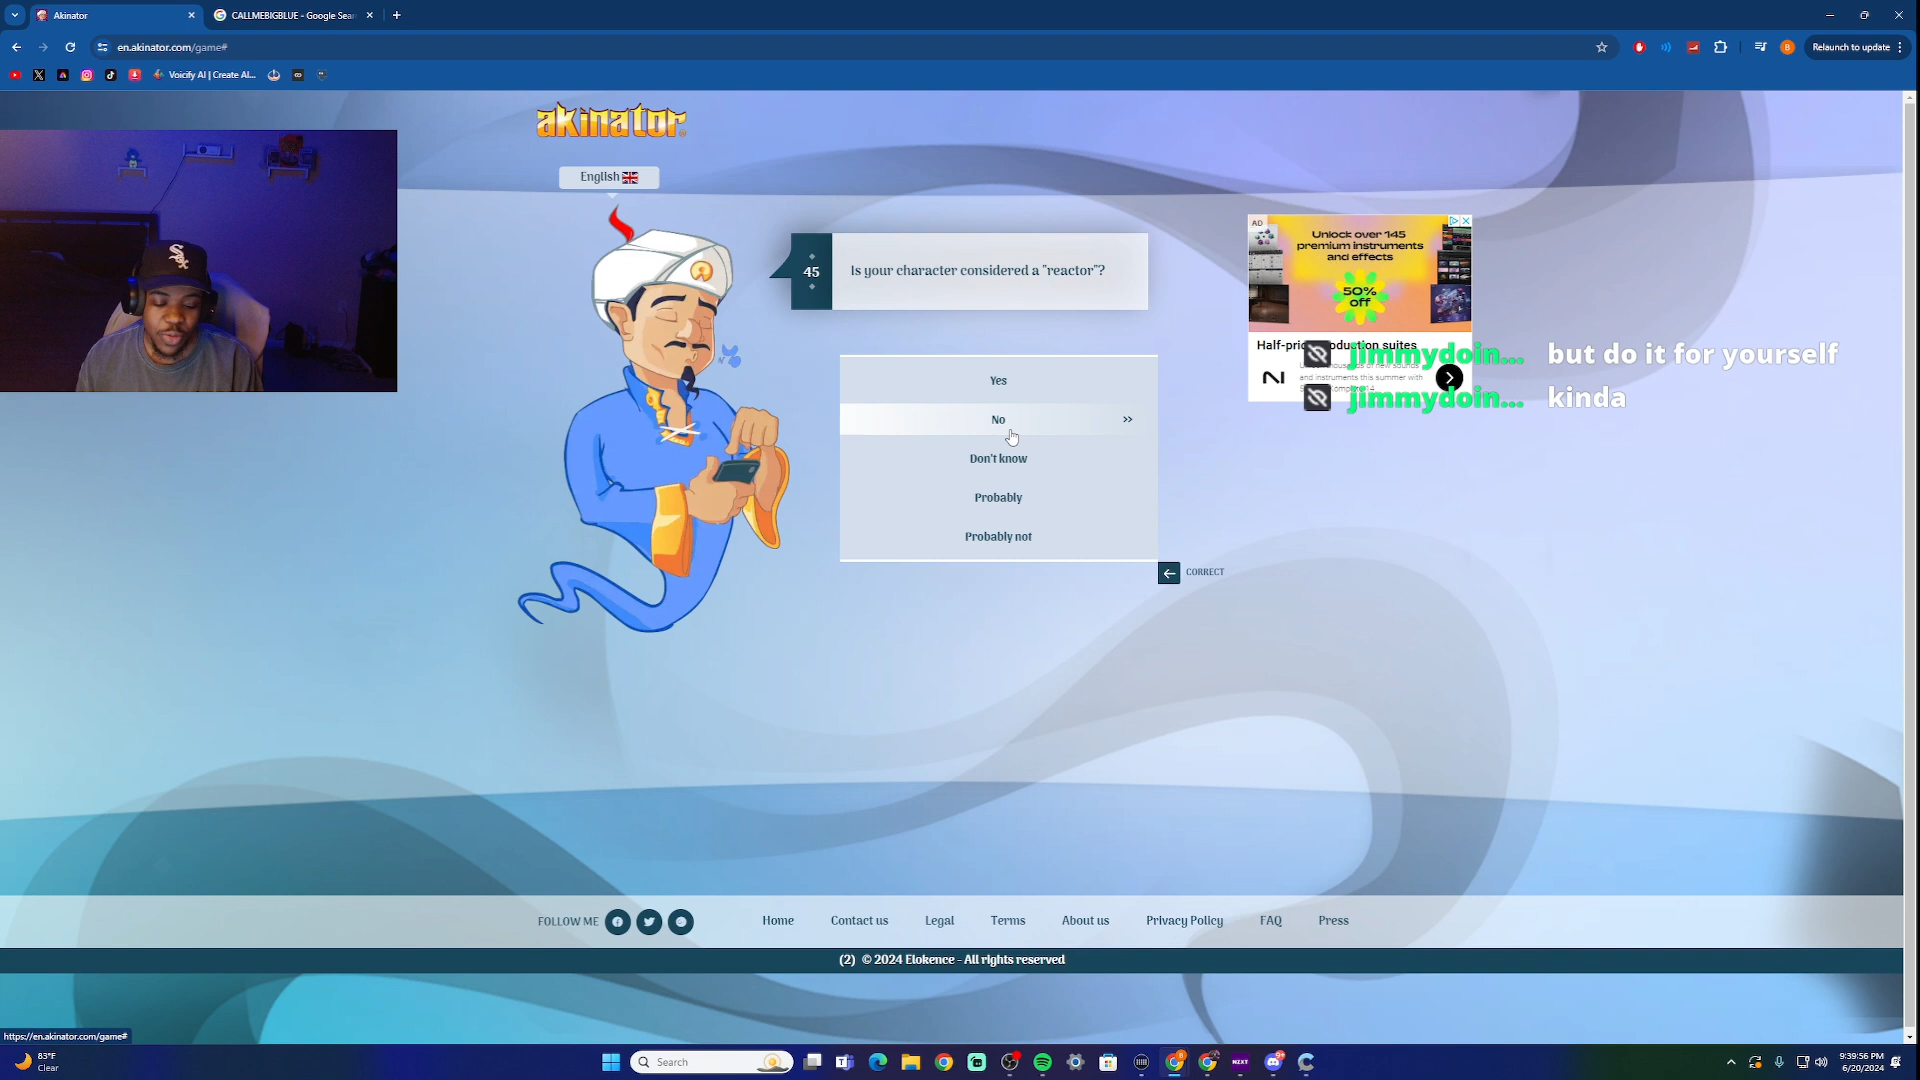 Akinator
CALLMEBIGBLUE - Google Sear
en.akinator.com/game#
Relaunch to update
Voicify AI | Create AI...
akinator
English
45
Is your character considered a "reactor"?
Yes
No
>>
Don't know
Probably
Probably not
CORRECT
AD
Unlock over 145
premium instruments
and effects
50%
off
jimmydoin... but do it for yourself
jimmydoin... kinda
FOLLOW ME
Home
Contact us
Legal
Terms
About us
Privacy Policy
FAQ
Press
(2) © 2024 Elokence - All rights reserved
https://en.akinator.com/game#
83°F
Clear
Search
NZXT
9:39:56 PM
6/20/2024